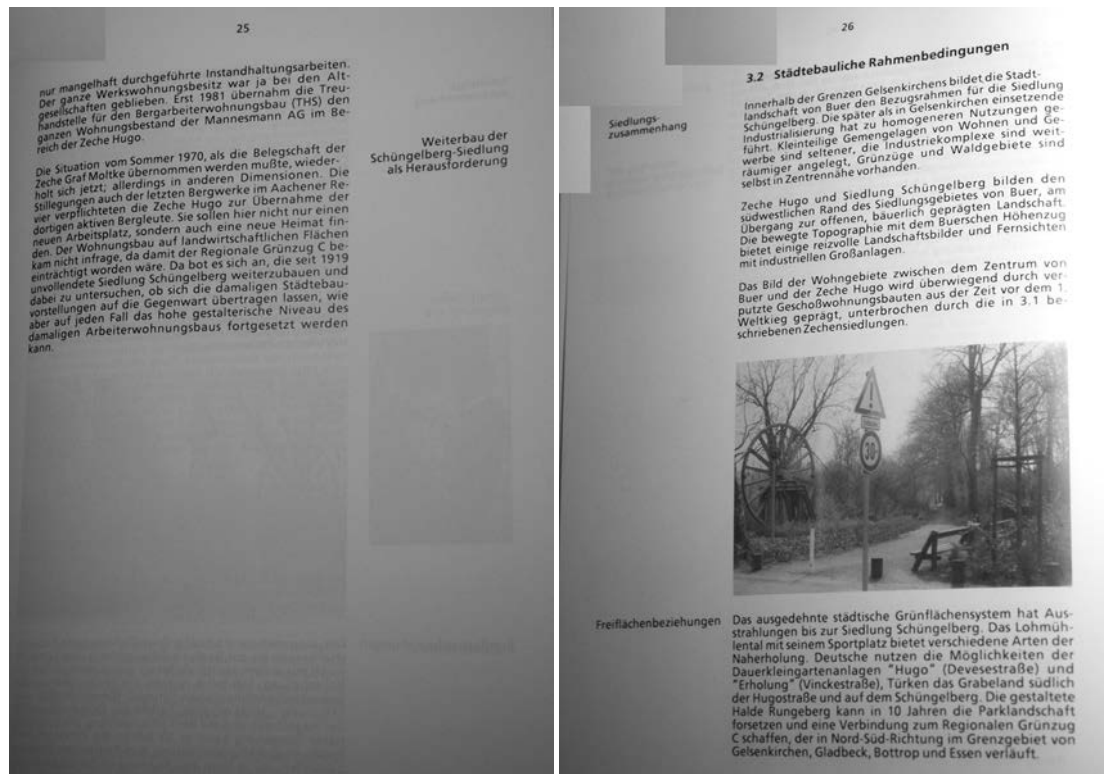 25
nur mangelhaft durchgeführte Instandhaltungsarbeiten.
Der ganze Werkswohnungsbesitz war ja bei den Alt-
gesellschaften geblieben. Erst 1981 übernahm die Treu-
handstelle für den Bergarbeiterwohnungsbau (THS) den
ganzen Wohnungsbestand der Mannesmann AG im Be-
reich der Zeche Hugo.
Weiterbau der
Schüngelberg-Siedlung
als Herausforderung
Die Situation vom Sommer 1970, als die Belegschaft der
Zeche Graf Moltke übernommen werden mußte, wieder-
holt sich jetzt; allerdings in anderen Dimensionen. Die
Stillegungen auch der letzten Bergwerke im Aachener Re-
vier verpflichteten die Zeche Hugo zur Übernahme der
dortigen aktiven Bergleute. Sie sollen hier nicht nur einen
neuen Arbeitsplatz, sondern auch eine neue Heimat fin-
den. Der Wohnungsbau auf landwirtschaftlichen Flächen
kam nicht infrage, da damit der Regionale Grünzug C be-
einträchtigt worden wäre. Da bot es sich an, die seit 1919
unvollendete Siedlung Schüngelberg weiterzubauen und
dabei zu untersuchen, ob sich die damaligen Städtebau-
vorstellungen auf die Gegenwart übertragen lassen, wie
aber auf jeden Fall das hohe gestalterische Niveau des
damaligen Arbeiterwohnungsbaus fortgesetzt werden
kann.
26
3.2 Städtebauliche Rahmenbedingungen
Siedlungs-
zusammenhang
Innerhalb der Grenzen Gelsenkirchens bildet die Stadt-
landschaft von Buer den Bezugsrahmen für die Siedlung
Schüngelberg. Die später als in Gelsenkirchen einsetzende
Industrialisierung hat zu homogeneren Nutzungen ge-
führt. Kleinteilige Gemengelagen von Wohnen und Ge-
werbe sind seltener, die Industriekomplexe sind weit-
räumiger angelegt, Grünzüge und Waldgebiete sind
selbst in Zentrennähe vorhanden.
Zeche Hugo und Siedlung Schüngelberg bilden den
südwestlichen Rand des Siedlungsgebietes von Buer, am
Übergang zur offenen, bäuerlich geprägten Landschaft.
Die bewegte Topographie mit dem Buerschen Höhenzug
bietet einige reizvolle Landschaftsbilder und Fernsichten
mit industriellen Großanlagen.
Das Bild der Wohngebiete zwischen dem Zentrum von
Buer und der Zeche Hugo wird überwiegend durch ver-
putzte Geschoßwohnungsbauten aus der Zeit vor dem 1.
Weltkieg geprägt, unterbrochen durch die in 3.1 be-
schriebenen Zechensiedlungen.
30
Freiflächenbeziehungen
Das ausgedehnte städtische Grünflächensystem hat Aus-
strahlungen bis zur Siedlung Schüngelberg. Das Lohmüh-
lental mit seinem Sportplatz bietet verschiedene Arten der
Naherholung. Deutsche nutzen die Möglichkeiten der
Dauerkleingartenanlagen "Hugo" (Devesestraße) und
"Erholung" (Vinckestraße), Türken das Grabeland südlich
der Hugostraße und auf dem Schüngelberg. Die gestaltete
Halde Rungeberg kann in 10 Jahren die Parklandschaft
forsetzen und eine Verbindung zum Regionalen Grünzug
C schaffen, der in Nord-Süd-Richtung im Grenzgebiet von
Gelsenkirchen, Gladbeck, Bottrop und Essen verläuft.